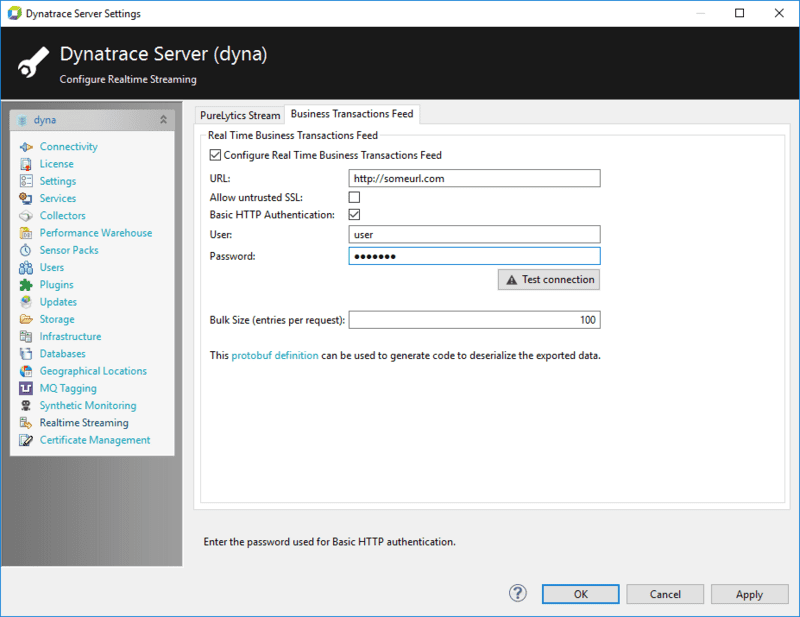 Dynatrace Server Settings
Dynatrace Server (dyna)
Configure Realtime Streaming
dyna
Connectivity
License
Settings
Services
Collectors
Performance Warehouse
Sensor Packs
Users
Plugins
Updates
Storage
Infrastructure
Databases
Geographical Locations
MQ Tagging
Synthetic Monitoring
Realtime Streaming
Certificate Management
PureLytics Stream
Business Transactions Feed
Real Time Business Transactions Feed
Configure Real Time Business Transactions Feed
URL: http://someurl.com
Allow untrusted SSL:
Basic HTTP Authentication:
User: user
Password: ●●●●●●●
Test connection
Bulk Size (entries per request): 100
This protobuf definition can be used to generate code to deserialize the exported data.
Enter the password used for Basic HTTP authentication.
? OK Cancel Apply